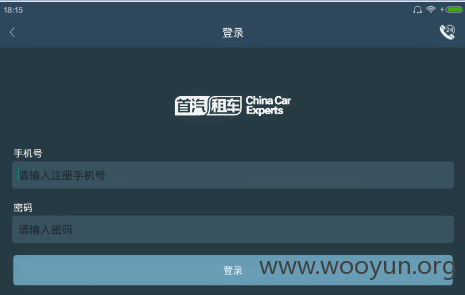 18:15
登录
24
首汽租车 China Car
Experts
手机号
请输入注册手机号
密码
请输入密码
登录
www.wooyun.org